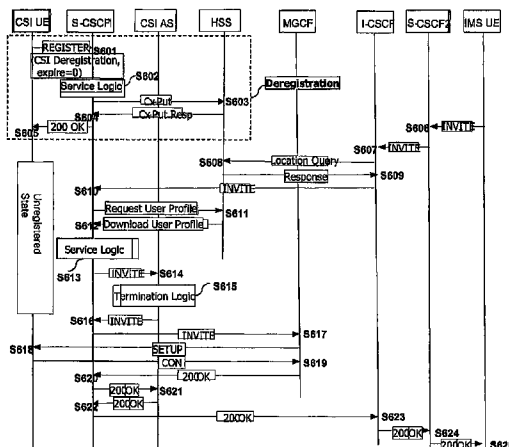 CSI UE S-CSCF CSI AS HSS MGCF I-CSCF S-CSCF2 IMS UE
REGISTER S601
(CSI Deregistration,
expire=0)
S602
Service Logic
Deregistration
Cx-Put S603
S604 Cx-Put Resp
S605 200 OK
S606 INVITE
S607 INVITE
S608 Location Query
Response S609
S610 INVITE
Unregistered
State
Request User Profile S611
S612 Download User Profile
Service Logic
S613
INVITE S614
S615
Termination Logic
S616 INVITE
INVITE S617
S618 SETUP
CON S619
S620 200OK
200OK S621
S622 200OK
200OK S623
S624
200OK
200OK